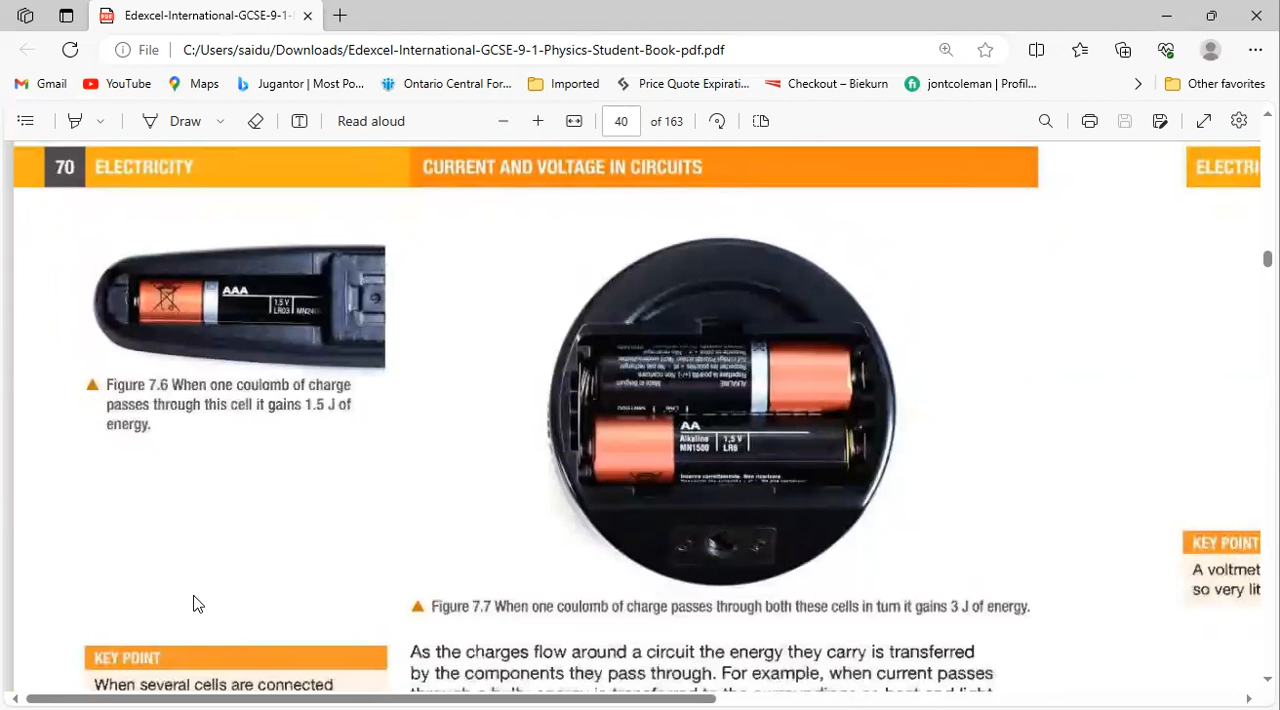 Edexcel-International-GCSE-9-1-
File C:/Users/saidu/Downloads/Edexcel-International-GCSE-9-1-Physics-Student-Book-pdf.pdf
Gmail YouTube Maps Jugantor | Most Po... Ontario Central For... Imported Price Quote Expirati... Checkout – Biekurn jontcoleman | Profil... Other favorites
Draw Read aloud 40 of 163
70 ELECTRICITY CURRENT AND VOLTAGE IN CIRCUITS ELECTRI
AAA
1.5 V
LR03
Figure 7.6 When one coulomb of charge
passes through this cell it gains 1.5 J of
energy.
ALKALINE
Made in Belgium
AA
Alkaline 1,5 V
MN1500 LR6
Figure 7.7 When one coulomb of charge passes through both these cells in turn it gains 3 J of energy.
KEY POINT
A voltmet
so very lit
KEY POINT
When several cells are connected
As the charges flow around a circuit the energy they carry is transferred
by the components they pass through. For example, when current passes